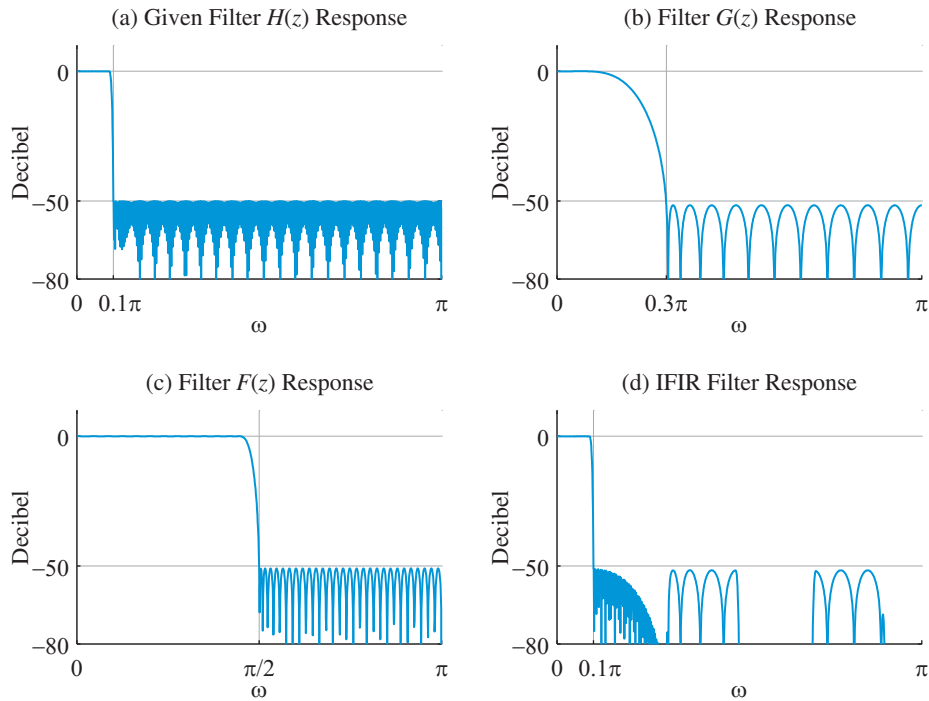 (a) Given Filter H(z) Response
0
−50
−80
Decibel
0 0.1π π
ω
(b) Filter G(z) Response
0
−50
−80
Decibel
0 0.3π π
ω
(c) Filter F(z) Response
0
−50
−80
Decibel
0 π/2 π
ω
(d) IFIR Filter Response
0
−50
−80
Decibel
0 0.1π π
ω